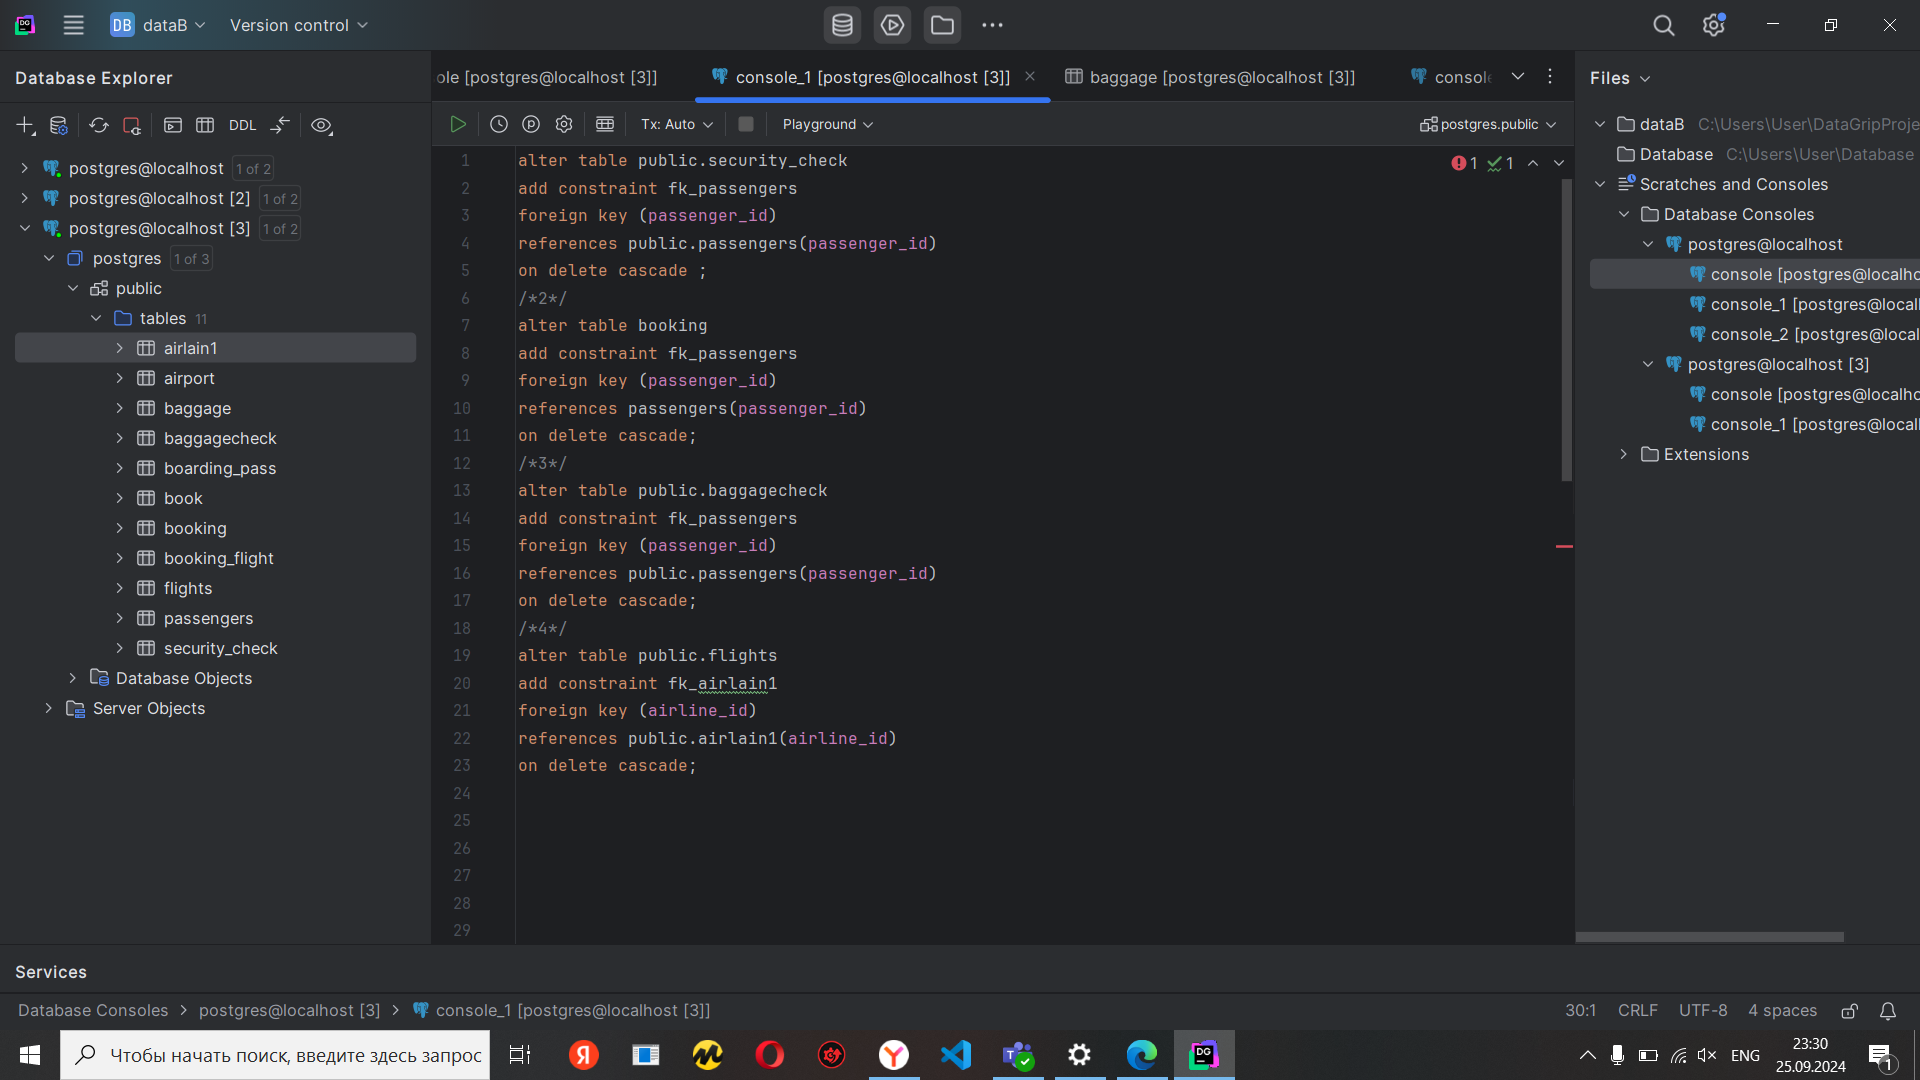 DG
DB dataB Version control
Database Explorer
DDL
postgres@localhost 1 of 2
postgres@localhost [2] 1 of 2
postgres@localhost [3] 1 of 2
postgres 1 of 3
public
tables 11
airlain1
airport
baggage
baggagecheck
boarding_pass
book
booking
booking_flight
flights
passengers
security_check
Database Objects
Server Objects
ole [postgres@localhost [3]] console_1 [postgres@localhost [3]] baggage [postgres@localhost [3]] consol
Tx: Auto Playground postgres.public
1 1
1 alter table public.security_check
2 add constraint fk_passengers
3 foreign key (passenger_id)
4 references public.passengers(passenger_id)
5 on delete cascade ;
6 /*2*/
7 alter table booking
8 add constraint fk_passengers
9 foreign key (passenger_id)
10 references passengers(passenger_id)
11 on delete cascade;
12 /*3*/
13 alter table public.baggagecheck
14 add constraint fk_passengers
15 foreign key (passenger_id)
16 references public.passengers(passenger_id)
17 on delete cascade;
18 /*4*/
19 alter table public.flights
20 add constraint fk_airlain1
21 foreign key (airline_id)
22 references public.airlain1(airline_id)
23 on delete cascade;
24
25
26
27
28
29
Files
dataB C:\Users\User\DataGripProje
Database C:\Users\User\Database
Scratches and Consoles
Database Consoles
postgres@localhost
console [postgres@localho
console_1 [postgres@locall
console_2 [postgres@local
postgres@localhost [3]
console [postgres@localho
console_1 [postgres@locall
Extensions
Services
Database Consoles > postgres@localhost [3] > console_1 [postgres@localhost [3]]
30:1 CRLF UTF-8 4 spaces
Чтобы начать поиск, введите здесь запрос
Я
Y
DG
ENG
23:30
25.09.2024
1